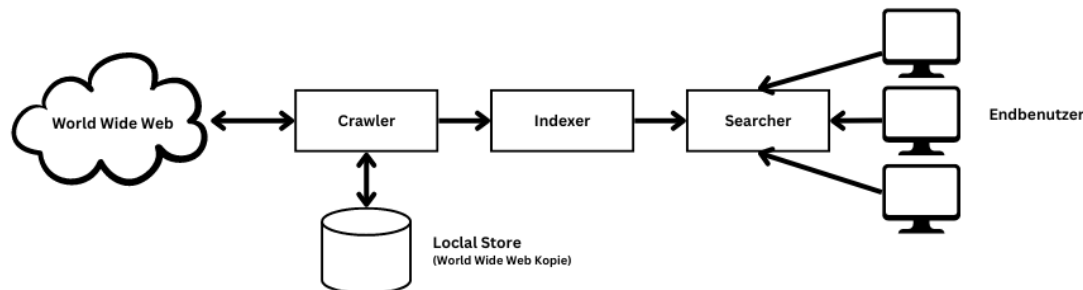 World Wide Web
Crawler
Indexer
Searcher
Endbenutzer
Loclal Store
(World Wide Web Kopie)